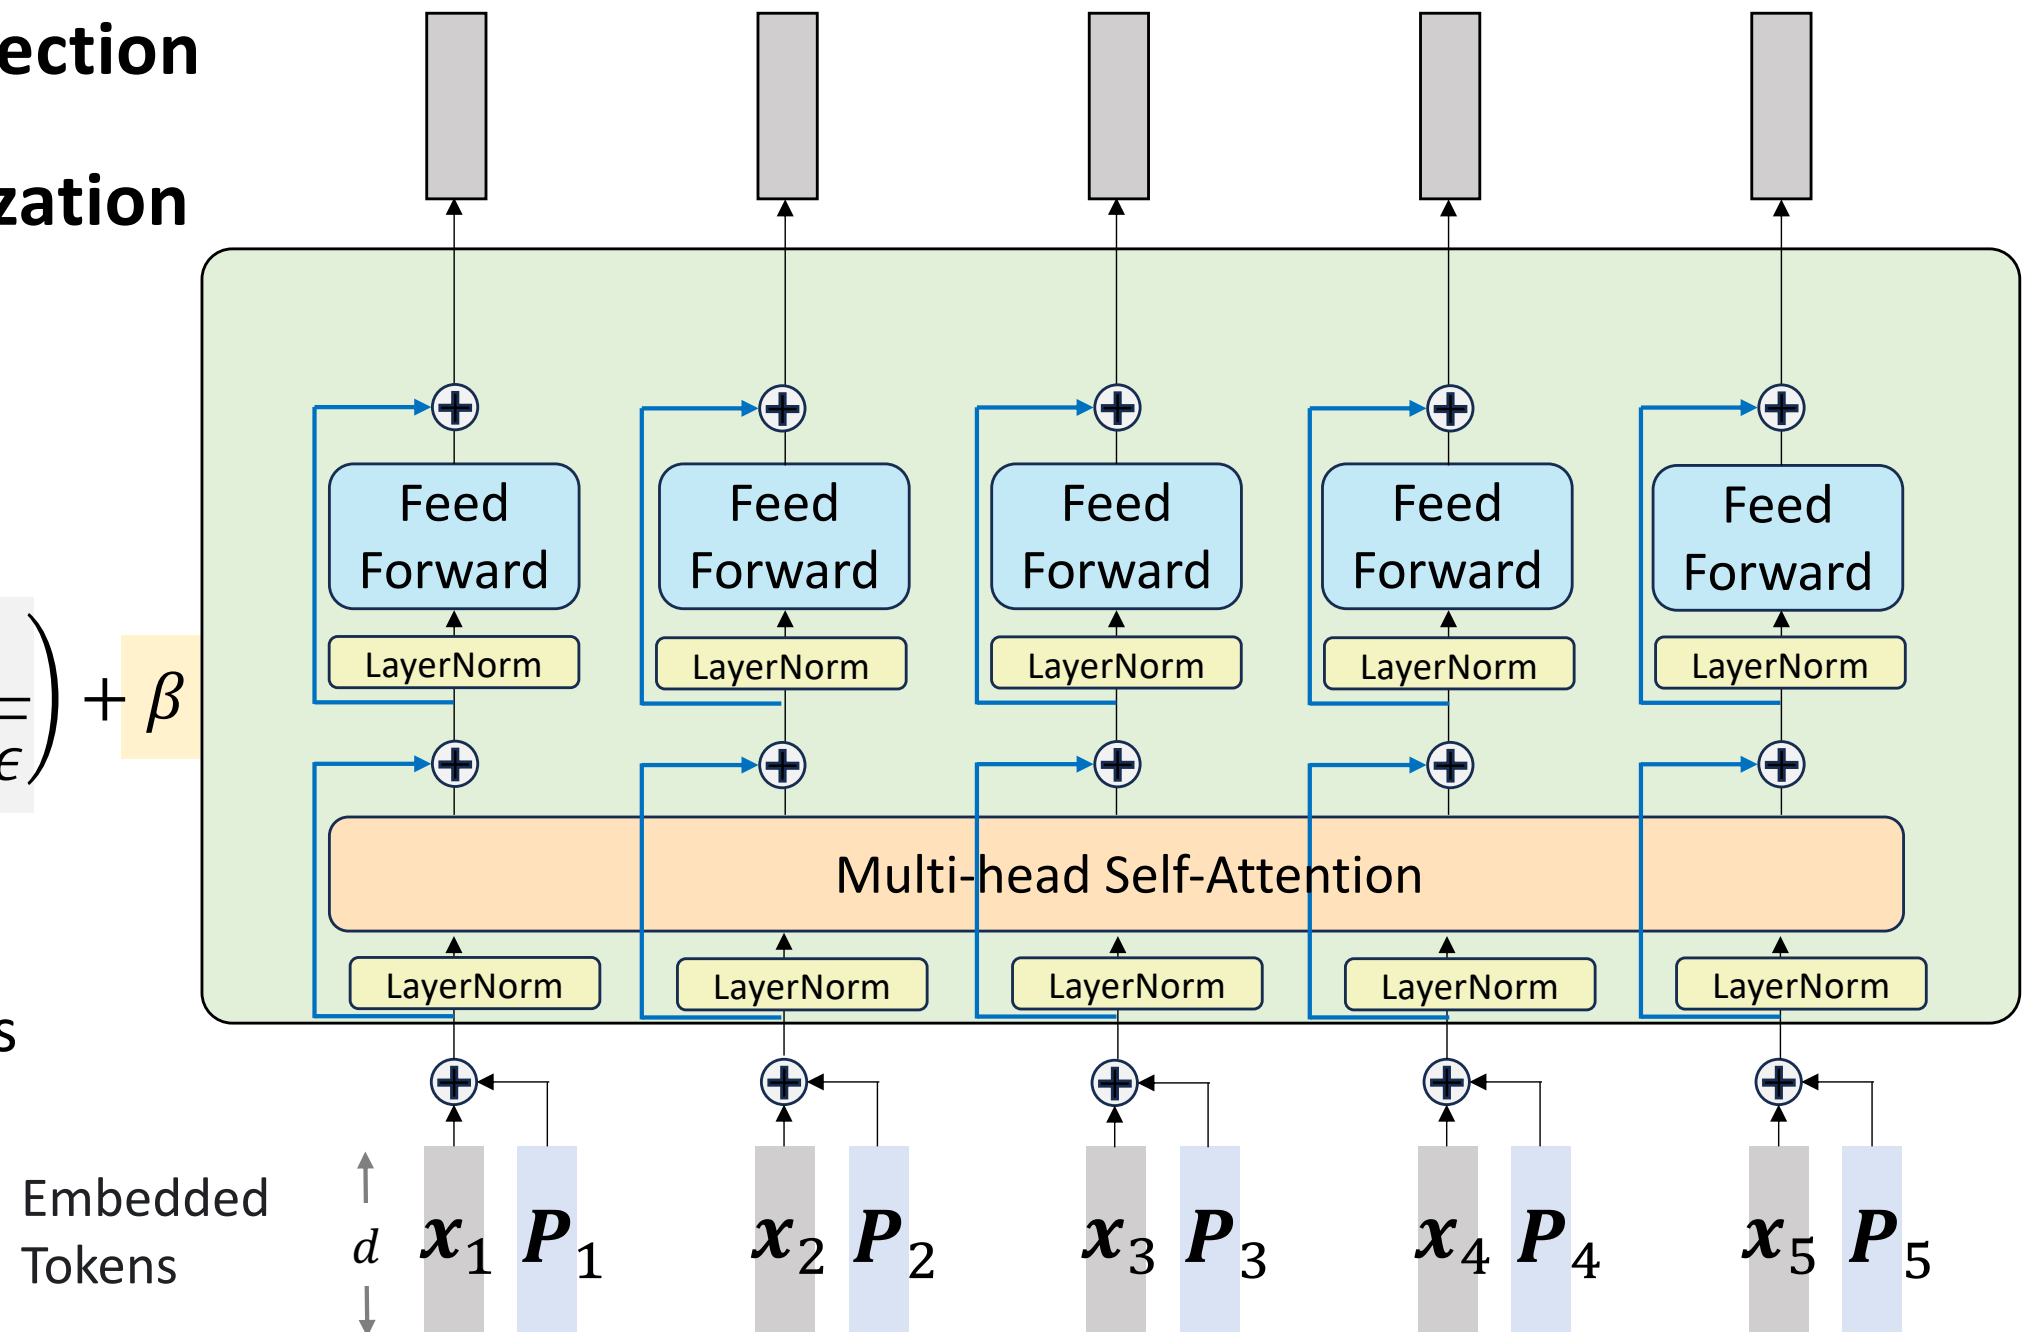 ection
zation
Feed Forward Feed Forward Feed Forward Feed Forward Feed Forward
LayerNorm LayerNorm LayerNorm LayerNorm LayerNorm
ϵ) + β
Multi-head Self-Attention
LayerNorm LayerNorm LayerNorm LayerNorm LayerNorm
s
Embedded
Tokens
d x1 P1 x2 P2 x3 P3 x4 P4 x5 P5